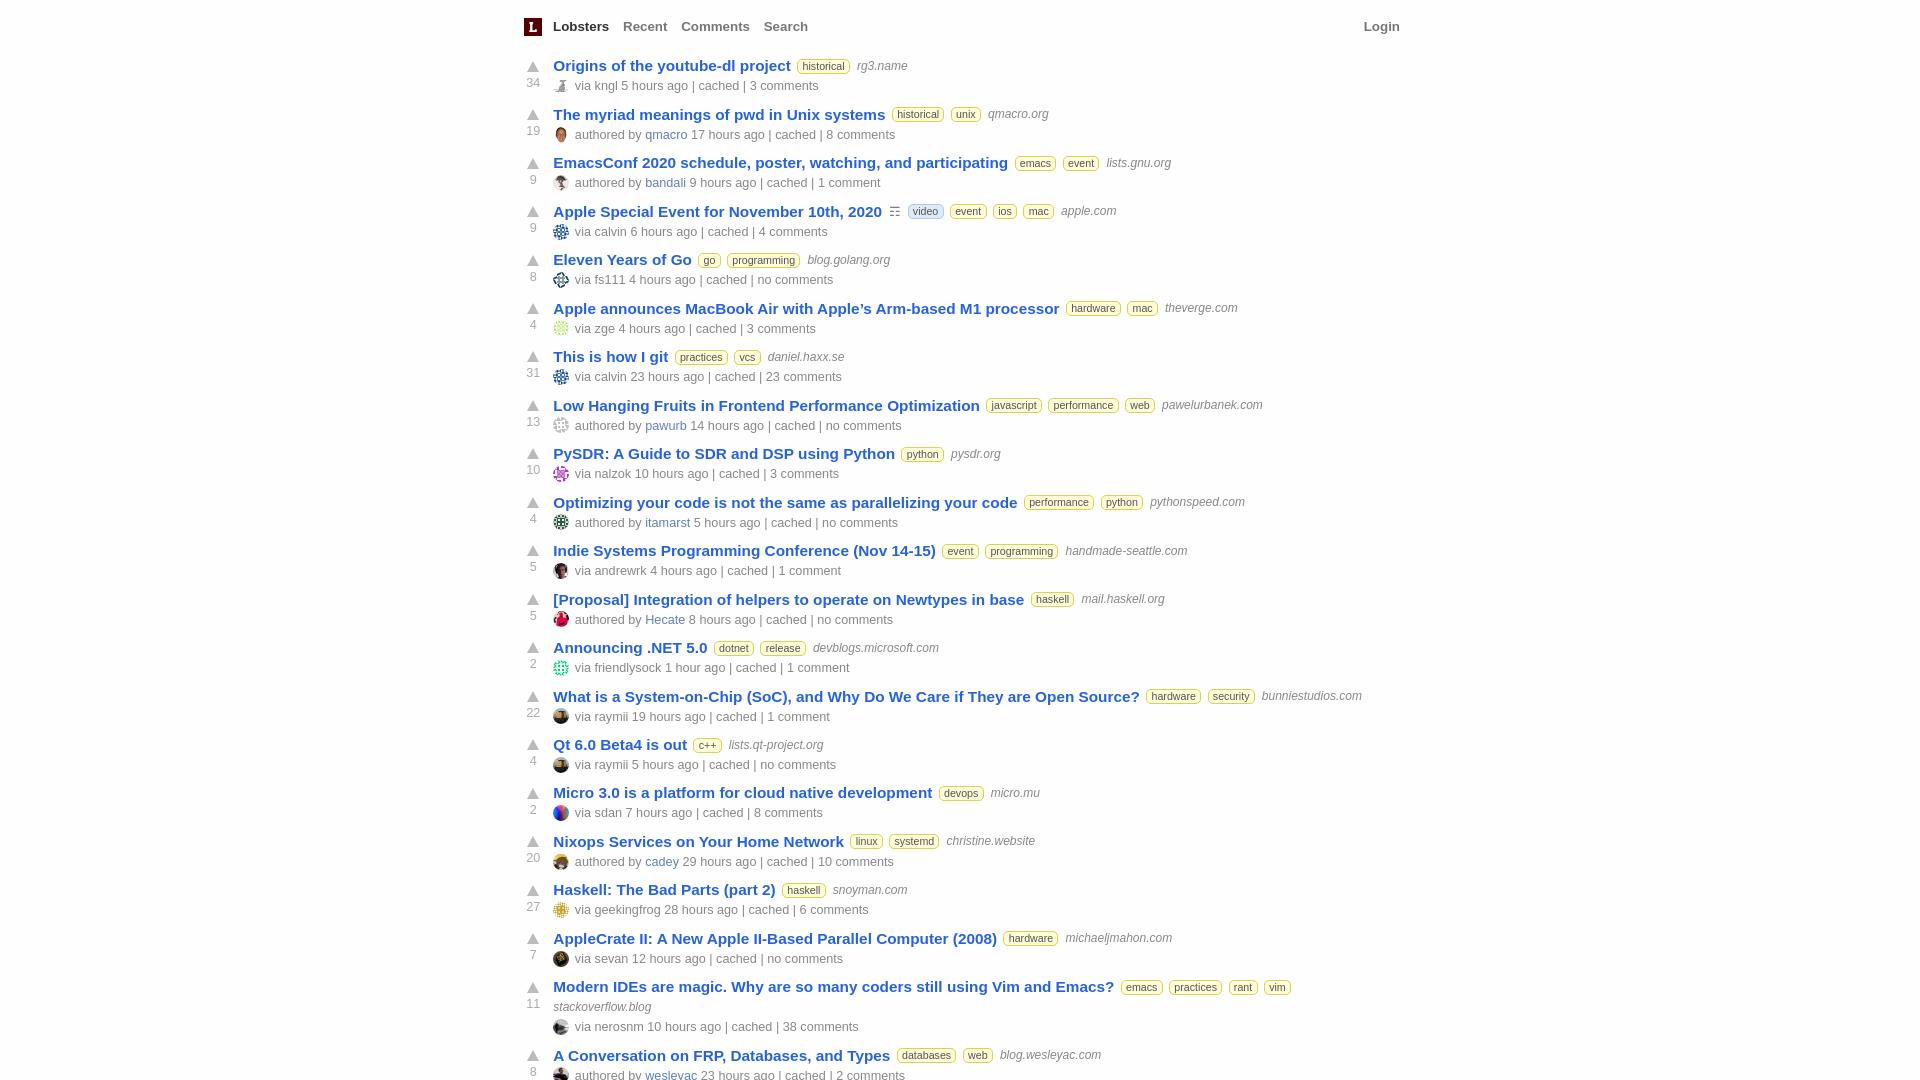 L Lobsters Recent Comments Search Login
Origins of the youtube-dl project historical rg3.name
34
via kngl 5 hours ago | cached | 3 comments
The myriad meanings of pwd in Unix systems historical unix qmacro.org
19
authored by qmacro 17 hours ago | cached | 8 comments
EmacsConf 2020 schedule, poster, watching, and participating emacs event lists.gnu.org
9
authored by bandali 9 hours ago | cached | 1 comment
Apple Special Event for November 10th, 2020 ☶ video event ios mac apple.com
9
via calvin 6 hours ago | cached | 4 comments
Eleven Years of Go go programming blog.golang.org
8
via fs111 4 hours ago | cached | no comments
Apple announces MacBook Air with Apple’s Arm-based M1 processor hardware mac theverge.com
4
via zge 4 hours ago | cached | 3 comments
This is how I git practices vcs daniel.haxx.se
31
via calvin 23 hours ago | cached | 23 comments
Low Hanging Fruits in Frontend Performance Optimization javascript performance web pawelurbanek.com
13
authored by pawurb 14 hours ago | cached | no comments
PySDR: A Guide to SDR and DSP using Python python pysdr.org
10
via nalzok 10 hours ago | cached | 3 comments
Optimizing your code is not the same as parallelizing your code performance python pythonspeed.com
4
authored by itamarst 5 hours ago | cached | no comments
Indie Systems Programming Conference (Nov 14-15) event programming handmade-seattle.com
5
via andrewrk 4 hours ago | cached | 1 comment
[Proposal] Integration of helpers to operate on Newtypes in base haskell mail.haskell.org
5
authored by Hecate 8 hours ago | cached | no comments
Announcing .NET 5.0 dotnet release devblogs.microsoft.com
2
via friendlysock 1 hour ago | cached | 1 comment
What is a System-on-Chip (SoC), and Why Do We Care if They are Open Source? hardware security bunniestudios.com
22
via raymii 19 hours ago | cached | 1 comment
Qt 6.0 Beta4 is out c++ lists.qt-project.org
4
via raymii 5 hours ago | cached | no comments
Micro 3.0 is a platform for cloud native development devops micro.mu
2
via sdan 7 hours ago | cached | 8 comments
Nixops Services on Your Home Network linux systemd christine.website
20
authored by cadey 29 hours ago | cached | 10 comments
Haskell: The Bad Parts (part 2) haskell snoyman.com
27
via geekingfrog 28 hours ago | cached | 6 comments
AppleCrate II: A New Apple II-Based Parallel Computer (2008) hardware michaeljmahon.com
7
via sevan 12 hours ago | cached | no comments
Modern IDEs are magic. Why are so many coders still using Vim and Emacs? emacs practices rant vim
11
stackoverflow.blog
via nerosnm 10 hours ago | cached | 38 comments
A Conversation on FRP, Databases, and Types databases web blog.wesleyac.com
8
authored by wesleyac 23 hours ago | cached | 2 comments